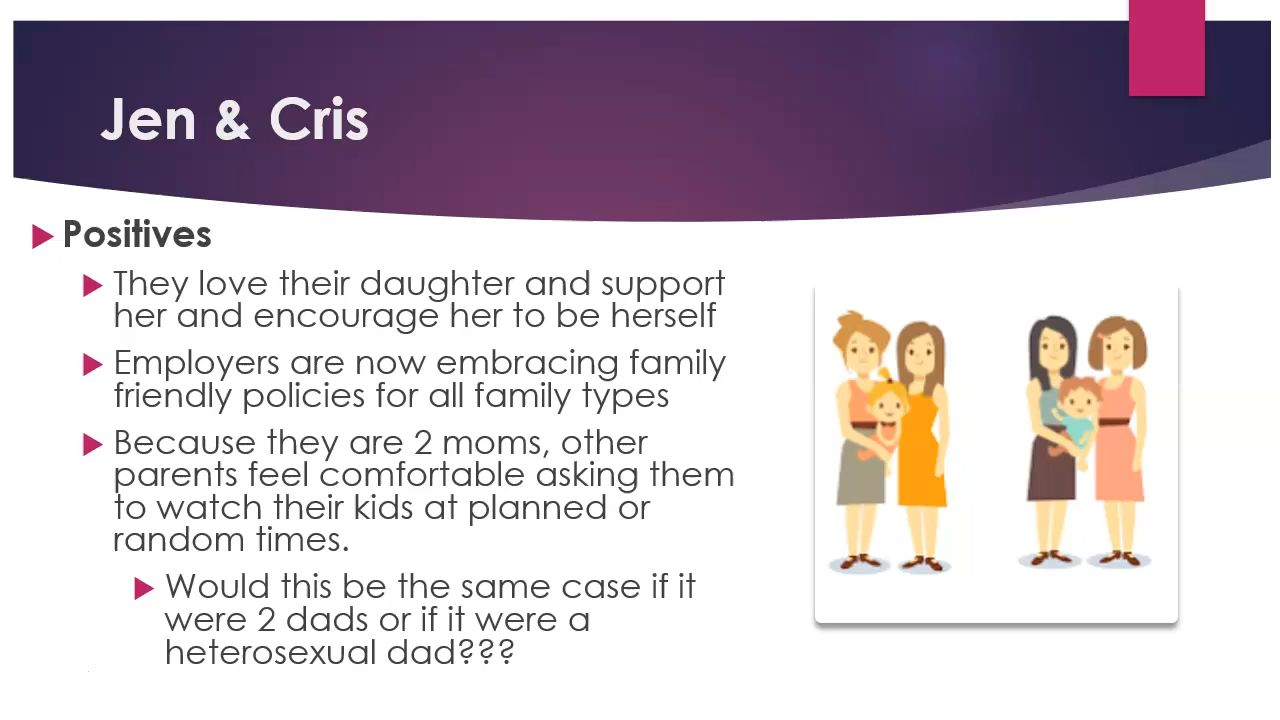 Jen & Cris
Positives
They love their daughter and support
her and encourage her to be herself
Employers are now embracing family
friendly policies for all family types
Because they are 2 moms, other
parents feel comfortable asking them
to watch their kids at planned or
random times.
Would this be the same case if it
were 2 dads or if it were a
heterosexual dad???